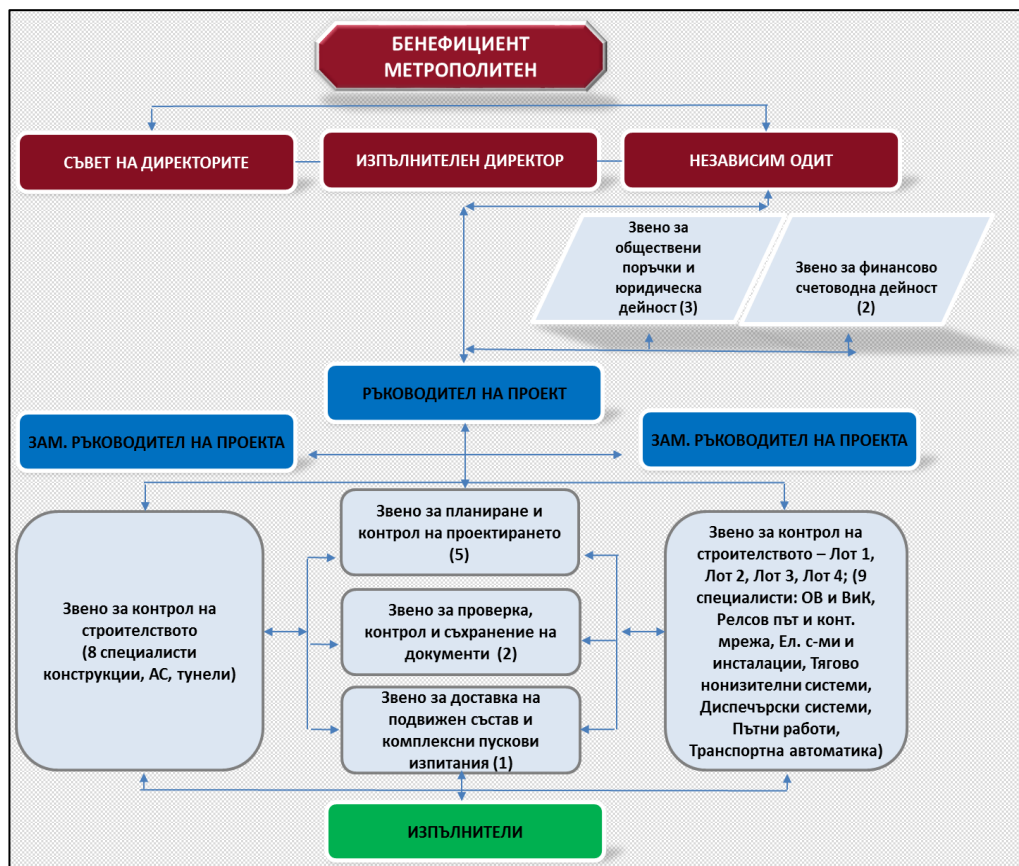 БЕНЕФИЦИЕНТ
МЕТРОПОЛИТЕН
СЪВЕТ НА ДИРЕКТОРИТЕ
ИЗПЪЛНИТЕЛЕН ДИРЕКТОР
НЕЗАВИСИМ ОДИТ
Звено за
обществени
поръчки и
юридическа
дейност (3)
Звено за финансово
счетоводна дейност
(2)
РЪКОВОДИТЕЛ НА ПРОЕКТ
ЗАМ. РЪКОВОДИТЕЛ НА ПРОЕКТА
ЗАМ. РЪКОВОДИТЕЛ НА ПРОЕКТА
Звено за контрол на
строителството
(8 специалисти
конструкции, АС, тунели)
Звено за планиране и
контрол на проектирането
(5)
Звено за проверка,
контрол и съхранение на
документи (2)
Звено за доставка на
подвижен състав и
комплексни пускови
изпитания (1)
Звено за контрол на
строителството – Лот 1,
Лот 2, Лот 3, Лот 4; (9
специалисти: ОВ и ВиК,
Релсов път и конт.
мрежа, Ел. с-ми и
инсталации, Тягово
нонизителни системи,
Диспечърски системи,
Пътни работи,
Транспортна автоматика)
ИЗПЪЛНИТЕЛИ